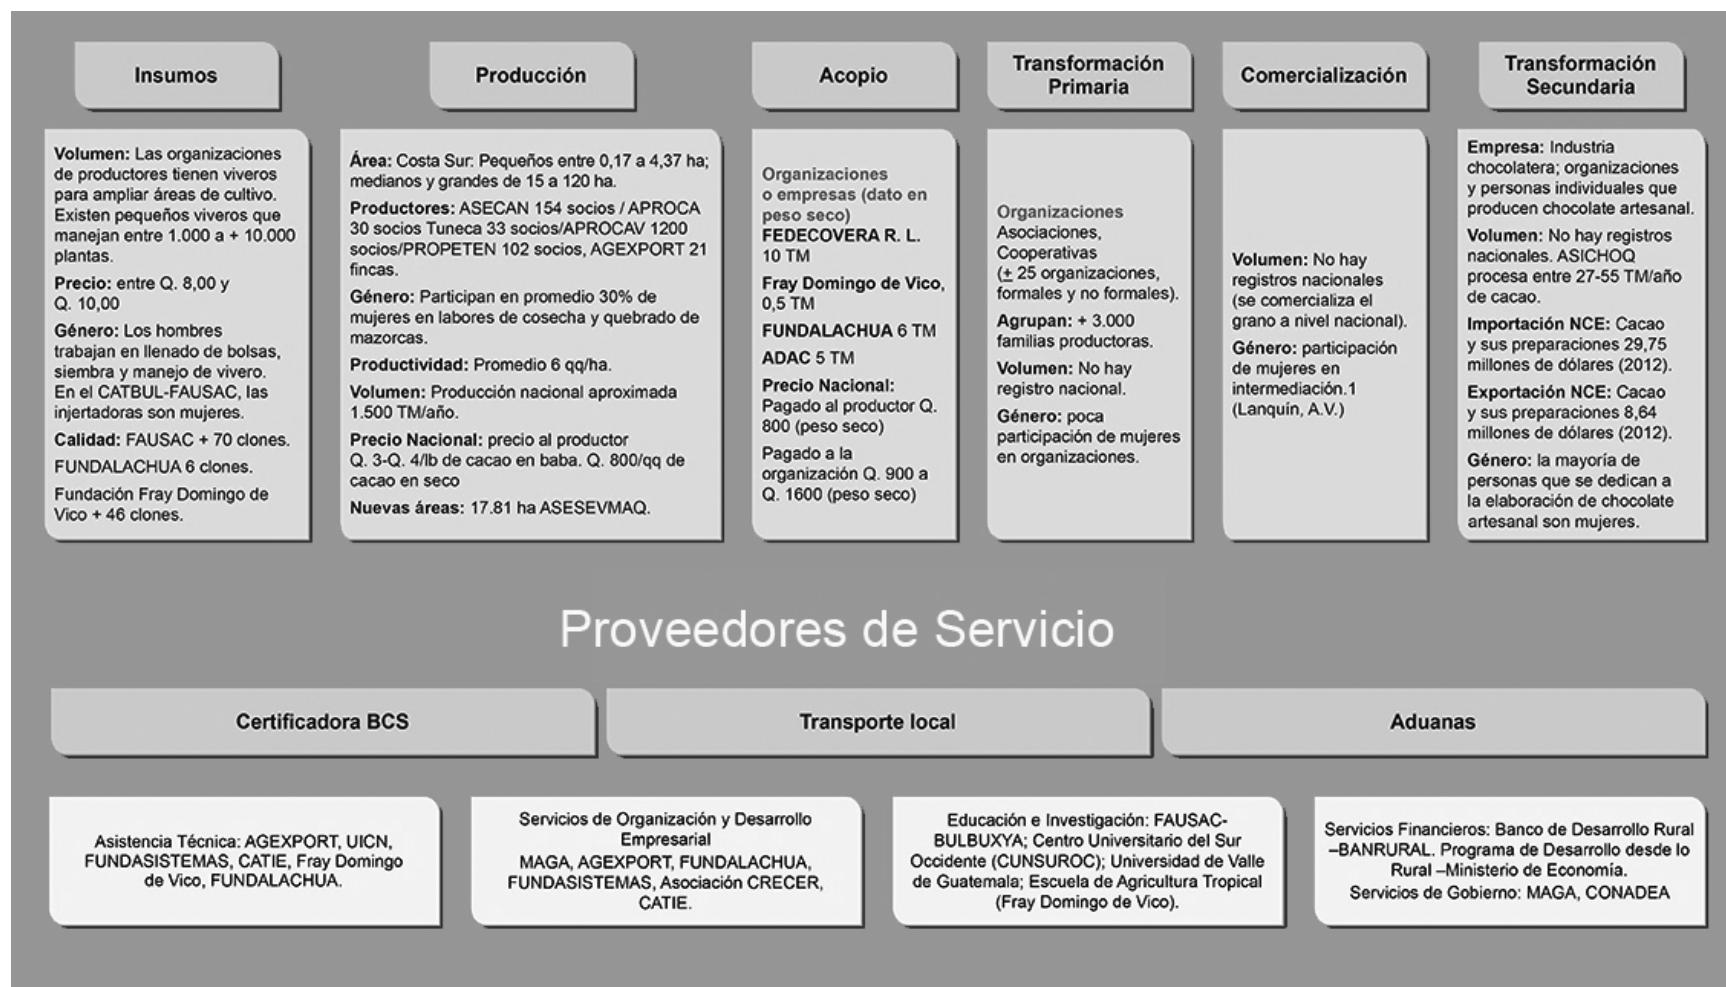 Insumos
Volumen: Las organizaciones
de productores tienen viveros
para ampliar áreas de cultivo.
Existen pequeños viveros que
manejan entre 1.000 a + 10.000
plantas.
Precio: entre Q. 8,00 y
Q. 10,00
Género: Los hombres
trabajan en llenado de bolsas,
siembra y manejo de vivero.
En el CATBUL-FAUSAC, las
injertadoras son mujeres.
Calidad: FAUSAC + 70 clones.
FUNDALACHUA 6 clones.
Fundación Fray Domingo de
Vico + 46 clones.
Producción
Área: Costa Sur: Pequeños entre 0,17 a 4,37 ha;
medianos y grandes de 15 a 120 ha.
Productores: ASECAN 154 socios / APROCA
30 socios Tuneca 33 socios/APROCAV 1200
socios/PROPETEN 102 socios, AGEXPORT 21
fincas.
Género: Participan en promedio 30% de
mujeres en labores de cosecha y quebrado de
mazorcas.
Productividad: Promedio 6 qq/ha.
Volumen: Producción nacional aproximada
1.500 TM/año.
Precio Nacional: precio al productor
Q. 3-Q. 4/lb de cacao en baba. Q. 800/qq de
cacao en seco
Nuevas áreas: 17.81 ha ASESEVMAQ.
Acopio
Organizaciones
o empresas (dato en
peso seco)
FEDECOVERA R. L.
10 TM
Fray Domingo de Vico,
0,5 TM
FUNDALACHUA 6 TM
ADAC 5 TM
Precio Nacional:
Pagado al productor Q.
800 (peso seco)
Pagado a la
organización Q. 900 a
Q. 1600 (peso seco)
Transformación
Primaria
Organizaciones
Asociaciones,
Cooperativas
(± 25 organizaciones,
formales y no formales).
Agrupan: + 3.000
familias productoras.
Volumen: No hay
registro nacional.
Género: poca
participación de mujeres
en organizaciones.
Comercialización
Volumen: No hay
registros nacionales
(se comercializa el
grano a nivel nacional).
Género: participación
de mujeres en
intermediación.1
(Lanquín, A.V.)
Transformación
Secundaria
Empresa: Industria
chocolatera; organizaciones
y personas individuales que
producen chocolate artesanal.
Volumen: No hay registros
nacionales. ASICHOQ
procesa entre 27-55 TM/año
de cacao.
Importación NCE: Cacao
y sus preparaciones 29,75
millones de dólares (2012).
Exportación NCE: Cacao
y sus preparaciones 8,64
millones de dólares (2012).
Género: la mayoría de
personas que se dedican a
la elaboración de chocolate
artesanal son mujeres.
Proveedores de Servicio
Certificadora BCS
Transporte local
Aduanas
Asistencia Técnica: AGEXPORT, UICN,
FUNDASISTEMAS, CATIE, Fray Domingo
de Vico, FUNDALACHUA.
Servicios de Organización y Desarrollo
Empresarial
MAGA, AGEXPORT, FUNDALACHUA,
FUNDASISTEMAS, Asociación CRECER,
CATIE.
Educación e Investigación: FAUSAC-
BULBUXYA; Centro Universitario del Sur
Occidente (CUNSUROC); Universidad de Valle
de Guatemala; Escuela de Agricultura Tropical
(Fray Domingo de Vico).
Servicios Financieros: Banco de Desarrollo Rural
–BANRURAL. Programa de Desarrollo desde lo
Rural –Ministerio de Economía.
Servicios de Gobierno: MAGA, CONADEA